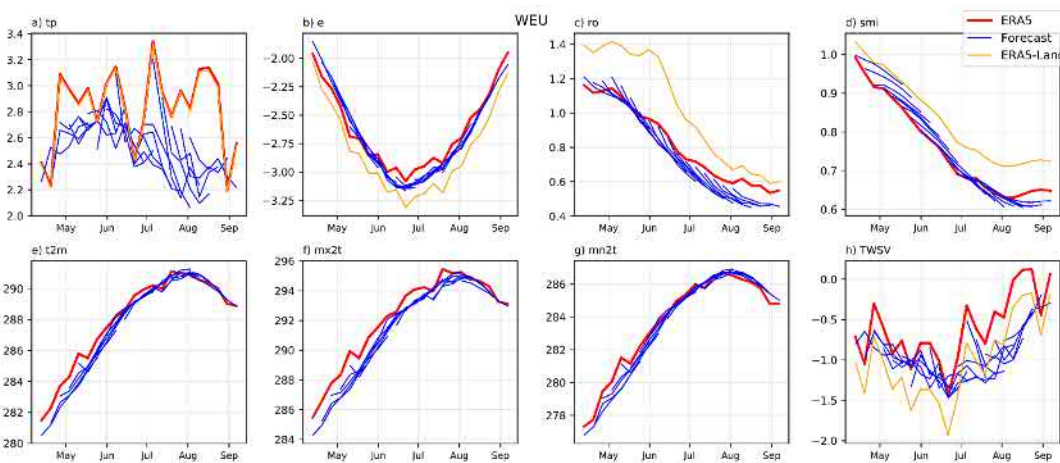 WEU
a) tp
b) e
c) ro
d) smi
ERA5
Forecast
ERA5-Land
3.4
3.2
3.0
2.8
2.6
2.4
2.2
2.0
May Jun Jul Aug Sep
−2.00
−2.25
−2.50
−2.75
−3.00
−3.25
May Jun Jul Aug Sep
1.4
1.2
1.0
0.8
0.6
0.4
May Jun Jul Aug Sep
1.0
0.9
0.8
0.7
0.6
May Jun Jul Aug Sep
e) t2m
f) mx2t
g) mn2t
h) TWSV
290
288
286
284
282
280
May Jun Jul Aug Sep
296
294
292
290
288
286
284
May Jun Jul Aug Sep
286
284
282
280
278
276
May Jun Jul Aug Sep
0.0
−0.5
−1.0
−1.5
−2.0
May Jun Jul Aug Sep